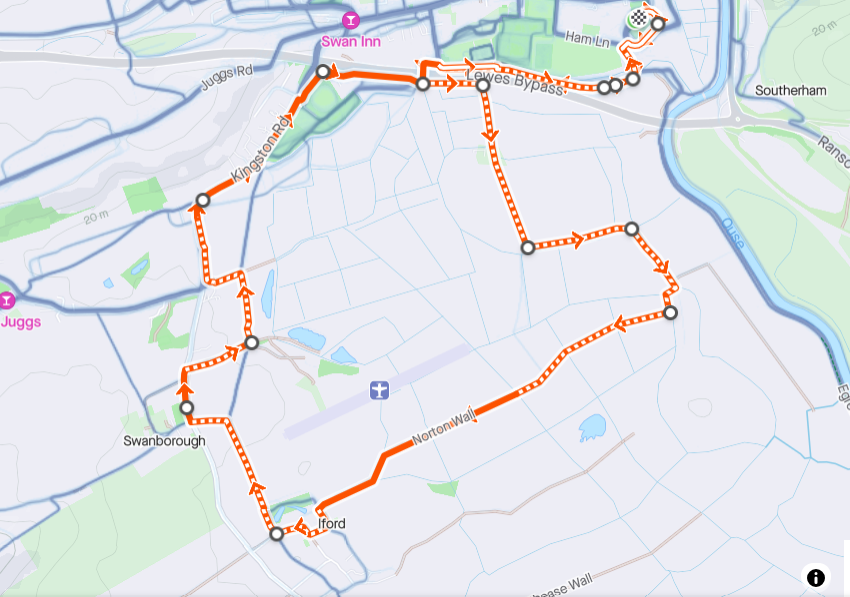 20 m
Ham Ln
Swan Inn
Juggs Rd
Lewes Bypass
Southerham
Kingston Rd
20 m
Ouse
Juggs
Norton Wall
Swanborough
Iford